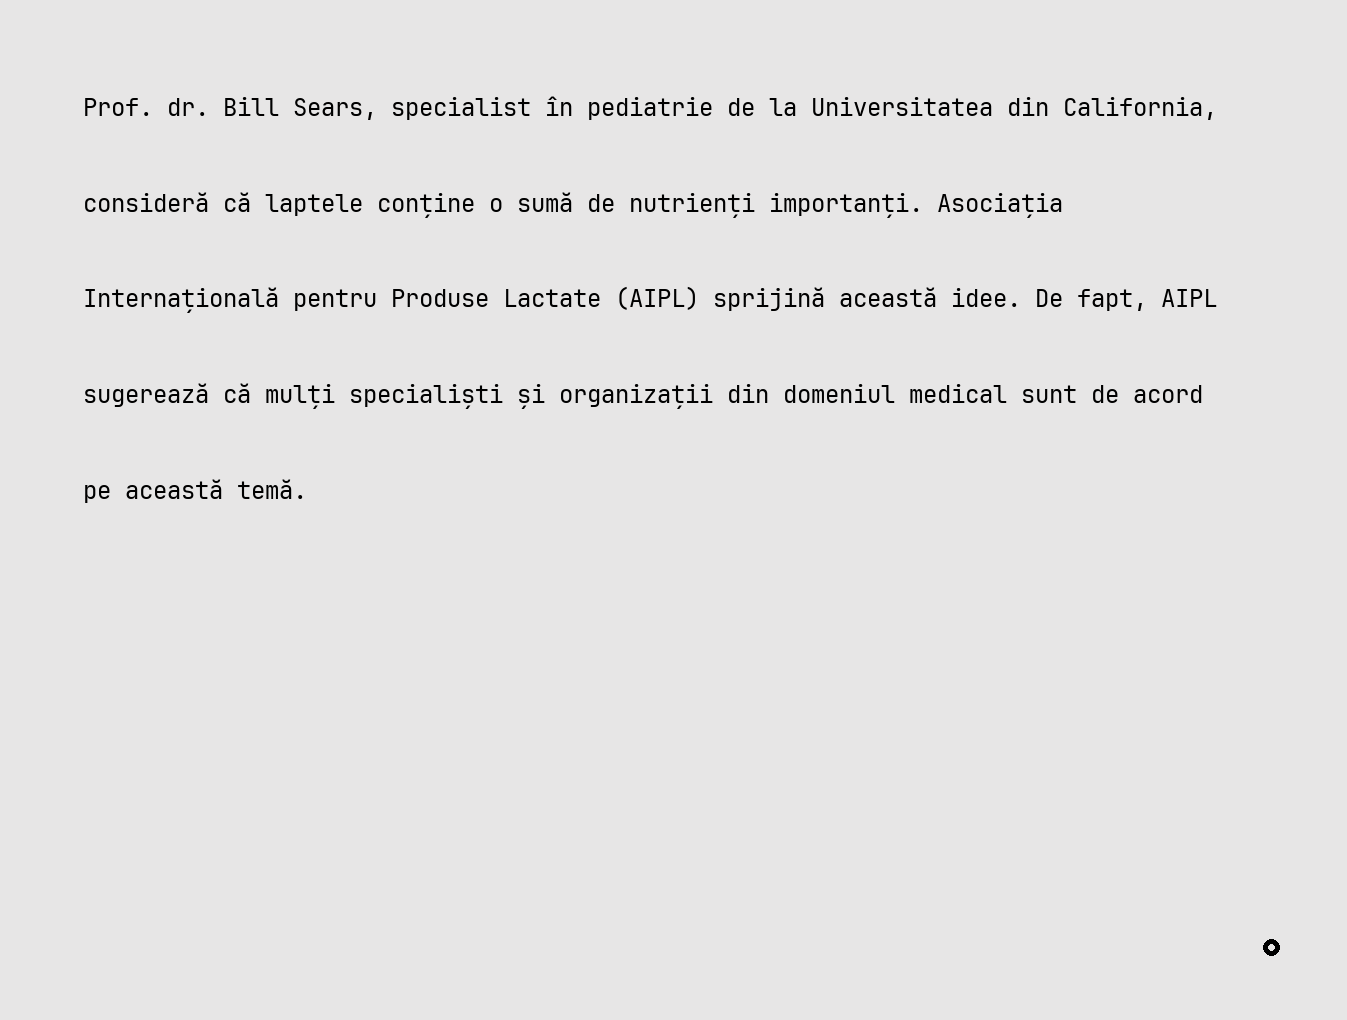 Prof. dr. Bill Sears, specialist în pediatrie de la Universitatea din California,
consideră că laptele conține o sumă de nutrienți importanți. Asociația
Internațională pentru Produse Lactate (AIPL) sprijină această idee. De fapt, AIPL
sugerează că mulți specialiști și organizații din domeniul medical sunt de acord
pe această temă.